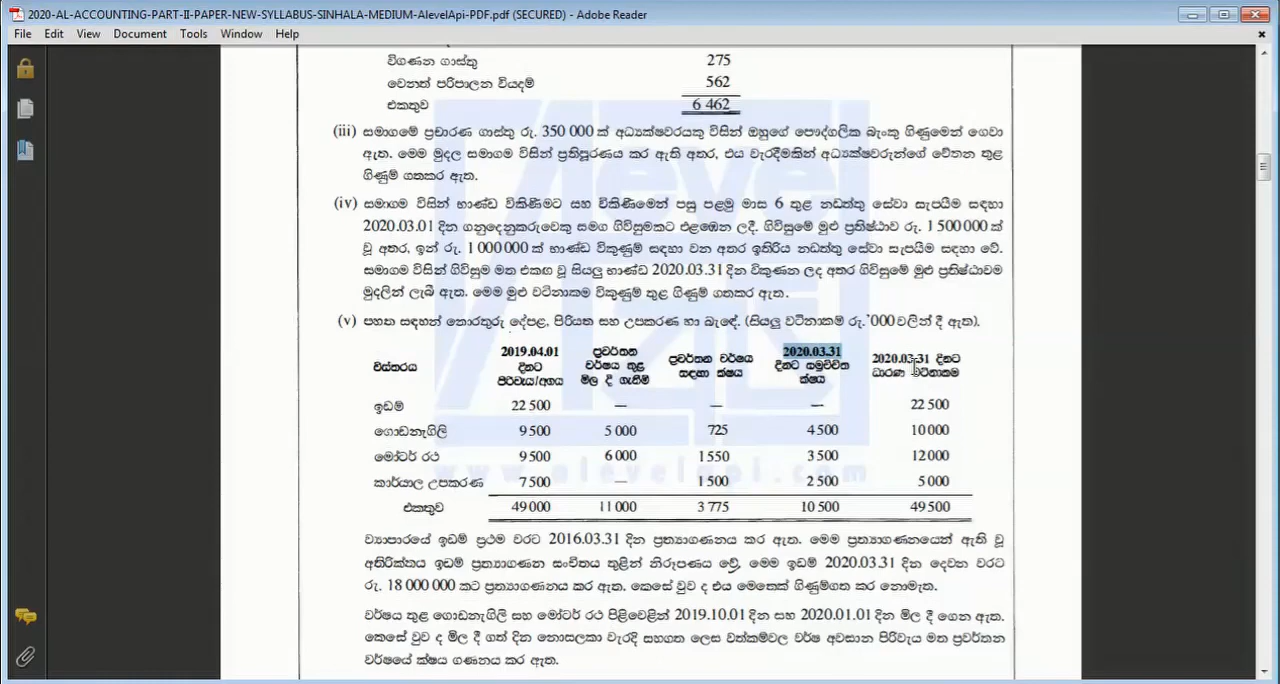 2020-AL-ACCOUNTING-PART-II-PAPER-NEW-SYLLABUS-SINHALA-MEDIUM-AlevelApi-PDF.pdf (SECURED) - Adobe Reader
File Edit View Document Tools Window Help
විගණන ගාස්තු 275
වෙනත් පරිපාලන වියදම් 562
එකතුව 6 462
(iii) සමාගමේ ප්‍රචාරණ ගාස්තු රු. 350 000 ක් අධ්‍යක්ෂවරයකු විසින් ඔහුගේ පෞද්ගලික බැංකු ගිණුමෙන් ගෙවා
ඇත. මෙම මුදල සමාගම විසින් ප්‍රතිපූරණය කර ඇති අතර, එය වැරදීමකින් අධ්‍යක්ෂවරුන්ගේ වේතන තුළ
ගිණුම් ගතකර ඇත.
(iv) සමාගම විසින් භාණ්ඩ විකිණීමට සහ විකිණීමෙන් පසු පළමු මාස 6 තුළ නඩත්තු සේවා සැපයීම සඳහා
2020.03.01 දින ගනුදෙනුකරුවෙකු සමග ගිවිසුමකට එළඹෙන ලදී. ගිවිසුමේ මුළු ප්‍රතිෂ්ඨාව රු. 1 500 000 ක්
වූ අතර, ඉන් රු. 1 000 000 ක් භාණ්ඩ විකුණුම් සඳහා වන අතර ඉතිරිය නඩත්තු සේවා සැපයීම සඳහා වේ.
සමාගම විසින් ගිවිසුම මත එකඟ වූ සියලු භාණ්ඩ 2020.03.31 දින විකුණන ලද අතර ගිවිසුමේ මුළු ප්‍රතිෂ්ඨාවම
මුදලින් ලැබී ඇත. මෙම මුළු වටිනාකම විකුණුම් තුළ ගිණුම් ගතකර ඇත.
(v) පහත සඳහන් තොරතුරු දේපළ, පිරියත සහ උපකරණ හා බැඳේ. (සියලු වටිනාකම් රු.'000 වලින් දී ඇත).
විස්තරය 2019.04.01 දිනට පිරිවැය/අගය ප්‍රවර්තන වර්ෂය තුළ මිල දී ගැනීම් ප්‍රවර්තන වර්ෂය සඳහා ක්ෂය 2020.03.31 දිනට සමුච්චිත ක්ෂය 2020.03.31 දිනට ධාරණ වටිනාකම
ඉඩම් 22 500 — — — 22 500
ගොඩනැගිලි 9 500 5 000 725 4 500 10 000
මෝටර් රථ 9 500 6 000 1 550 3 500 12 000
කාර්යාල උපකරණ 7 500 — 1 500 2 500 5 000
එකතුව 49 000 11 000 3 775 10 500 49 500
ව්‍යාපාරයේ ඉඩම් ප්‍රථම වරට 2016.03.31 දින ප්‍රත්‍යාගණනය කර ඇත. මෙම ප්‍රත්‍යාගණනයෙන් ඇති වූ
අතිරික්තය ඉඩම් ප්‍රත්‍යාගණන සංචිතය තුළින් නිරූපණය වේ. මෙම ඉඩම් 2020.03.31 දින දෙවන වරට
රු. 18 000 000 කට ප්‍රත්‍යාගණනය කර ඇත. කෙසේ වුව ද එය මෙතෙක් ගිණුම්ගත කර නොමැත.
වර්ෂය තුළ ගොඩනැගිලි සහ මෝටර් රථ පිළිවෙළින් 2019.10.01 දින සහ 2020.01.01 දින මිල දී ගෙන ඇත.
කෙසේ වුව ද මිල දී ගත් දින නොසලකා වැරදි සහගත ලෙස වත්කම්වල වර්ෂ අවසාන පිරිවැය මත ප්‍රවර්තන
වර්ෂයේ ක්ෂය ගණනය කර ඇත.
www.alevelapi.com